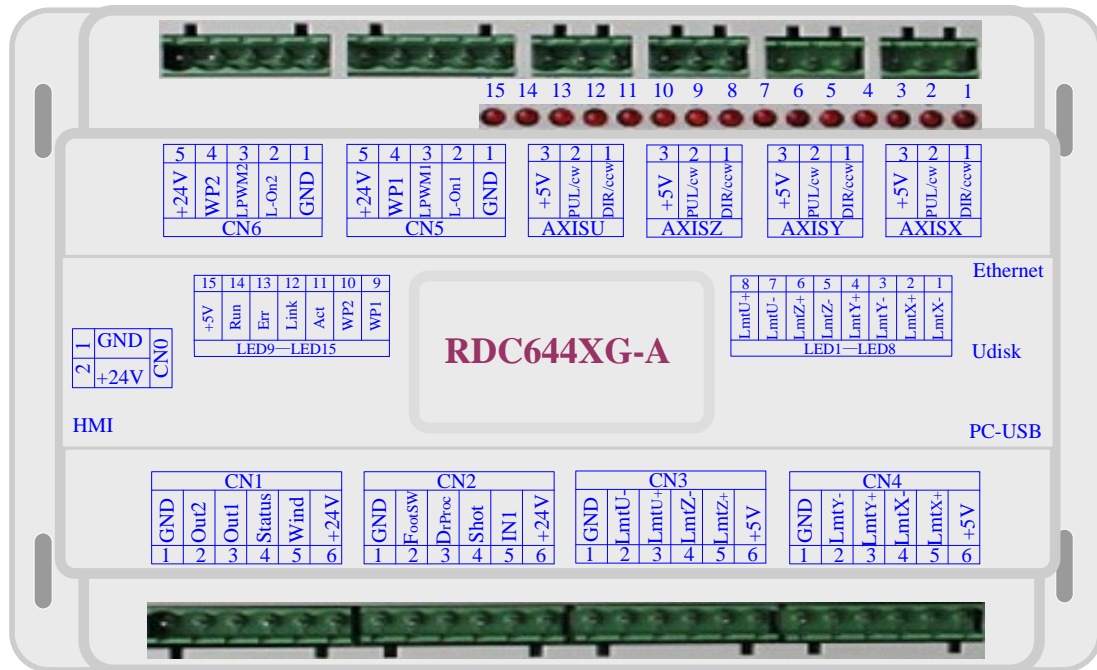 15 14 13 12 11 10 9 8 7 6 5 4 3 2 1
5 4 3 2 1
+24V WP2 LPWM2 L-On2 GND
CN6
5 4 3 2 1
+24V WP1 LPWM1 L-On1 GND
CN5
3 2 1
+5V PUL/cw DIR/ccw
AXISU
3 2 1
+5V PUL/cw DIR/ccw
AXISZ
3 2 1
+5V PUL/cw DIR/ccw
AXISY
3 2 1
+5V PUL/cw DIR/ccw
AXISX
15 14 13 12 11 10 9
+5V Run Err Link Act WP2 WP1
LED9—LED15
8 7 6 5 4 3 2 1
LmtU+ LmtU- LmtZ+ LmtZ- LmtY+ LmtY- LmtX+ LmtX-
LED1—LED8
Ethernet
1 GND
2 +24V
CN0
RDC644XG-A
Udisk
HMI
PC-USB
CN1
GND Out2 Out1 Status Wind +24V
1 2 3 4 5 6
CN2
GND FootSW DrProc Shot IN1 +24V
1 2 3 4 5 6
CN3
GND LmtU- LmtU+ LmtZ- LmtZ+ +5V
1 2 3 4 5 6
CN4
GND LmtY- LmtY+ LmtX- LmtX+ +5V
1 2 3 4 5 6